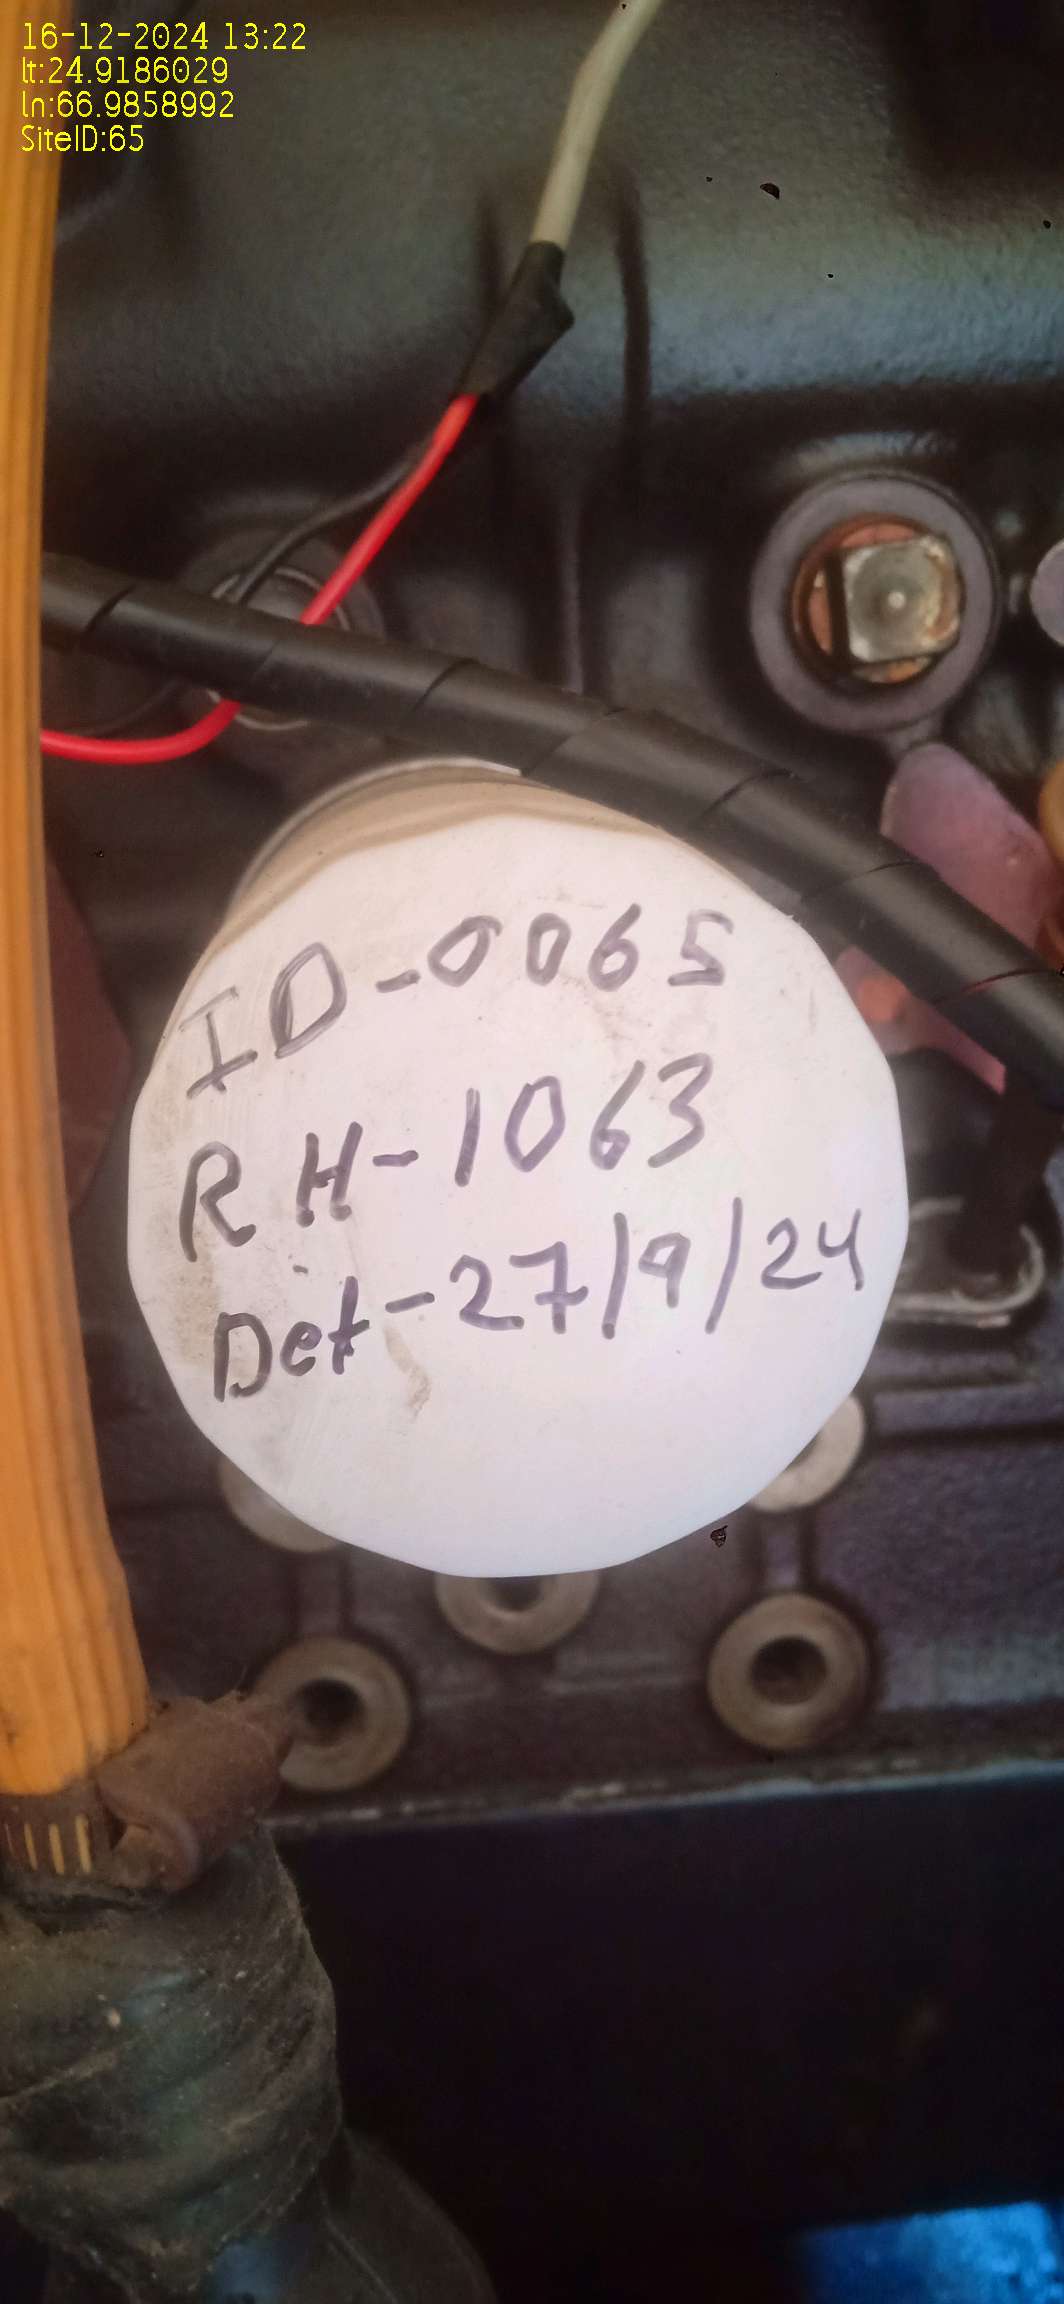 16-12-2024 13:22
lt:24.9186029
ln:66.9858992
SiteID:65
ID-0065
RH-1063
Det-27/9/24